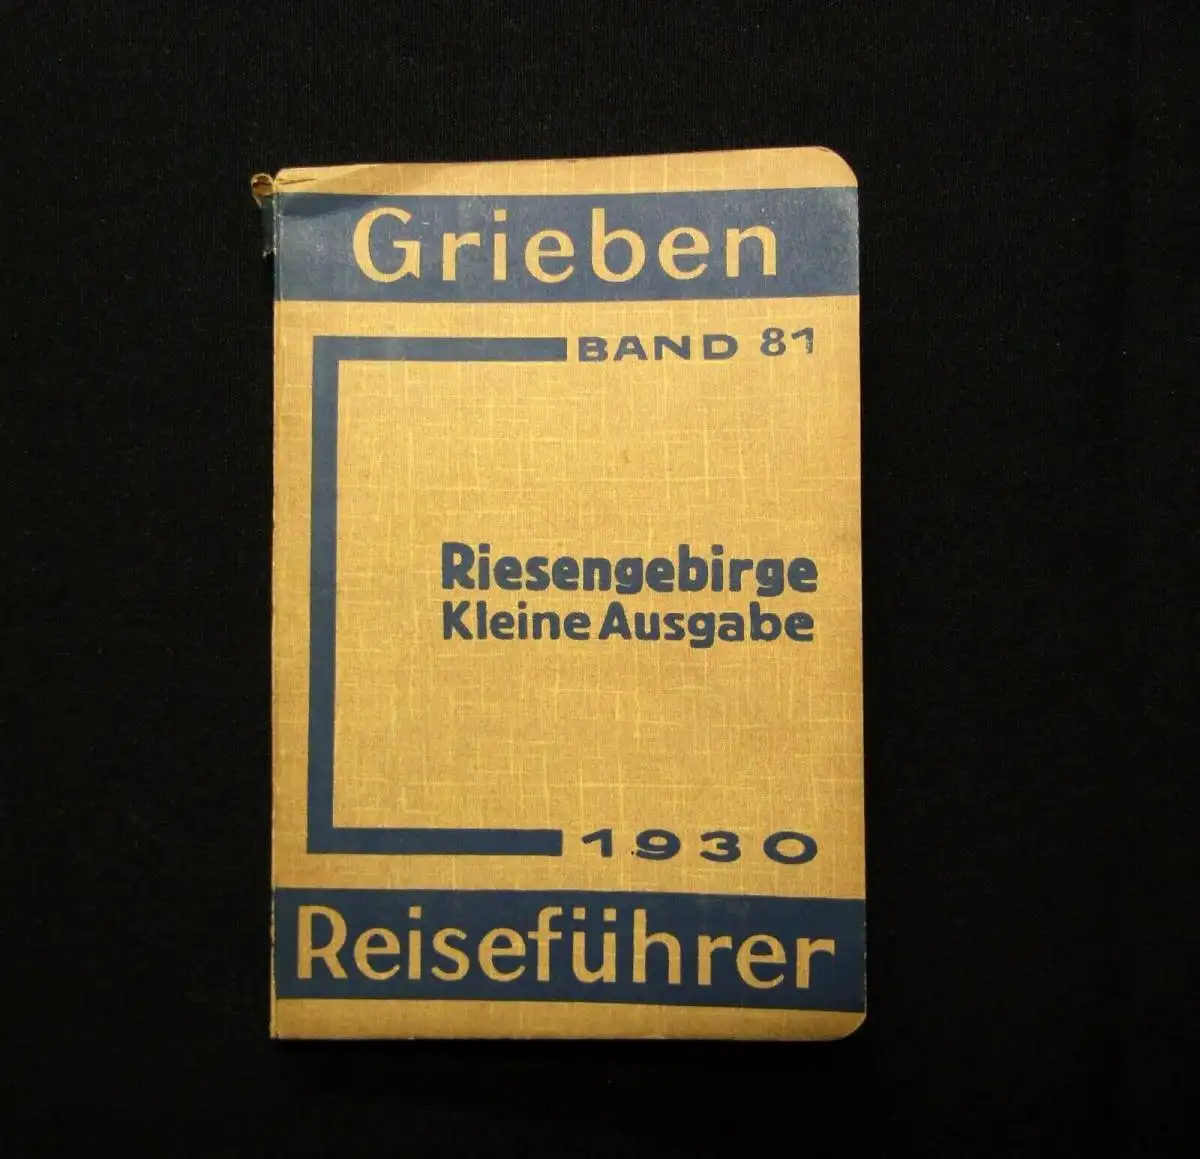 Grieben
BAND 81
Riesengebirge
Kleine Ausgabe
1930
Reiseführer